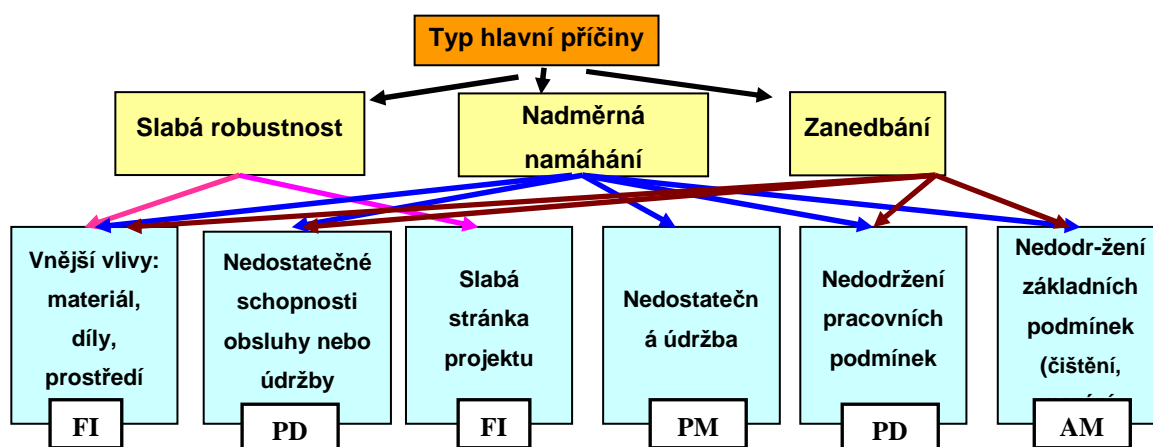 Typ hlavní příčiny
Slabá robustnost
Nadměrná
namáhání
Zanedbání
Vnější vlivy:
materiál,
díly,
prostředí
FI
Nedostatečné
schopnosti
obsluhy nebo
údržby
PD
Slabá
stránka
projektu
FI
Nedostatečn
á údržba
PM
Nedodržení
pracovních
podmínek
PD
Nedodr-žení
základních
podmínek
(čištění,
AM